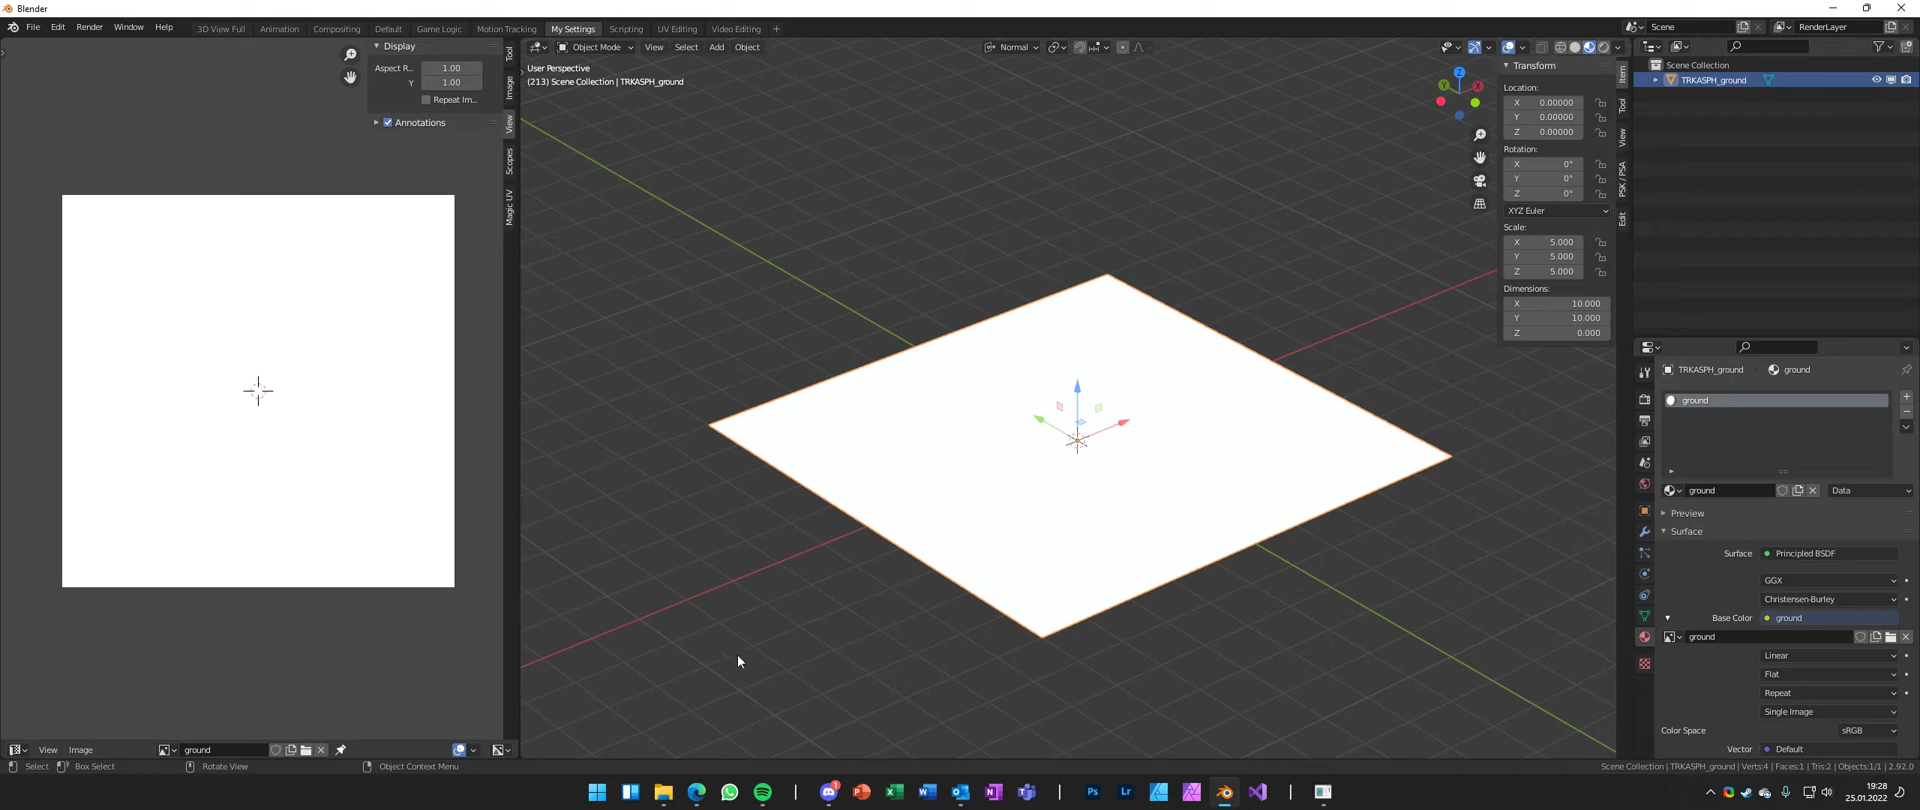 Blender
File Edit Render Window Help
3D View Full Animation Compositing Default Game Logic Motion Tracking My Settings Scripting UV Editing Video Editing +
Scene
RenderLayer
Display
Aspect R... 1.00
Y 1.00
Repeat Im...
Annotations
Tool
Image
View
Scopes
Magic UV
Object Mode View Select Add Object
Normal
User Perspective
(213) Scene Collection | TRKASPH_ground
Z
Y
X
Transform
Location:
X 0.00000
Y 0.00000
Z 0.00000
Rotation:
X 0°
Y 0°
Z 0°
XYZ Euler
Scale:
X 5.000
Y 5.000
Z 5.000
Dimensions:
X 10.000
Y 10.000
Z 0.000
Item
Tool
View
PSK / PSA
Edit
Scene Collection
TRKASPH_ground
TRKASPH_ground ground
ground
ground Data
Preview
Surface
Surface Principled BSDF
GGX
Christensen-Burley
Base Color ground
ground
Linear
Flat
Repeat
Single Image
Color Space sRGB
Vector Default
View Image ground
Select Box Select Rotate View Object Context Menu
Scene Collection | TRKASPH_ground | Verts:4 | Faces:1 | Tris:2 | Objects:1/1 | 2.92.0
1
Ps
Lr
19:28
25.01.2022